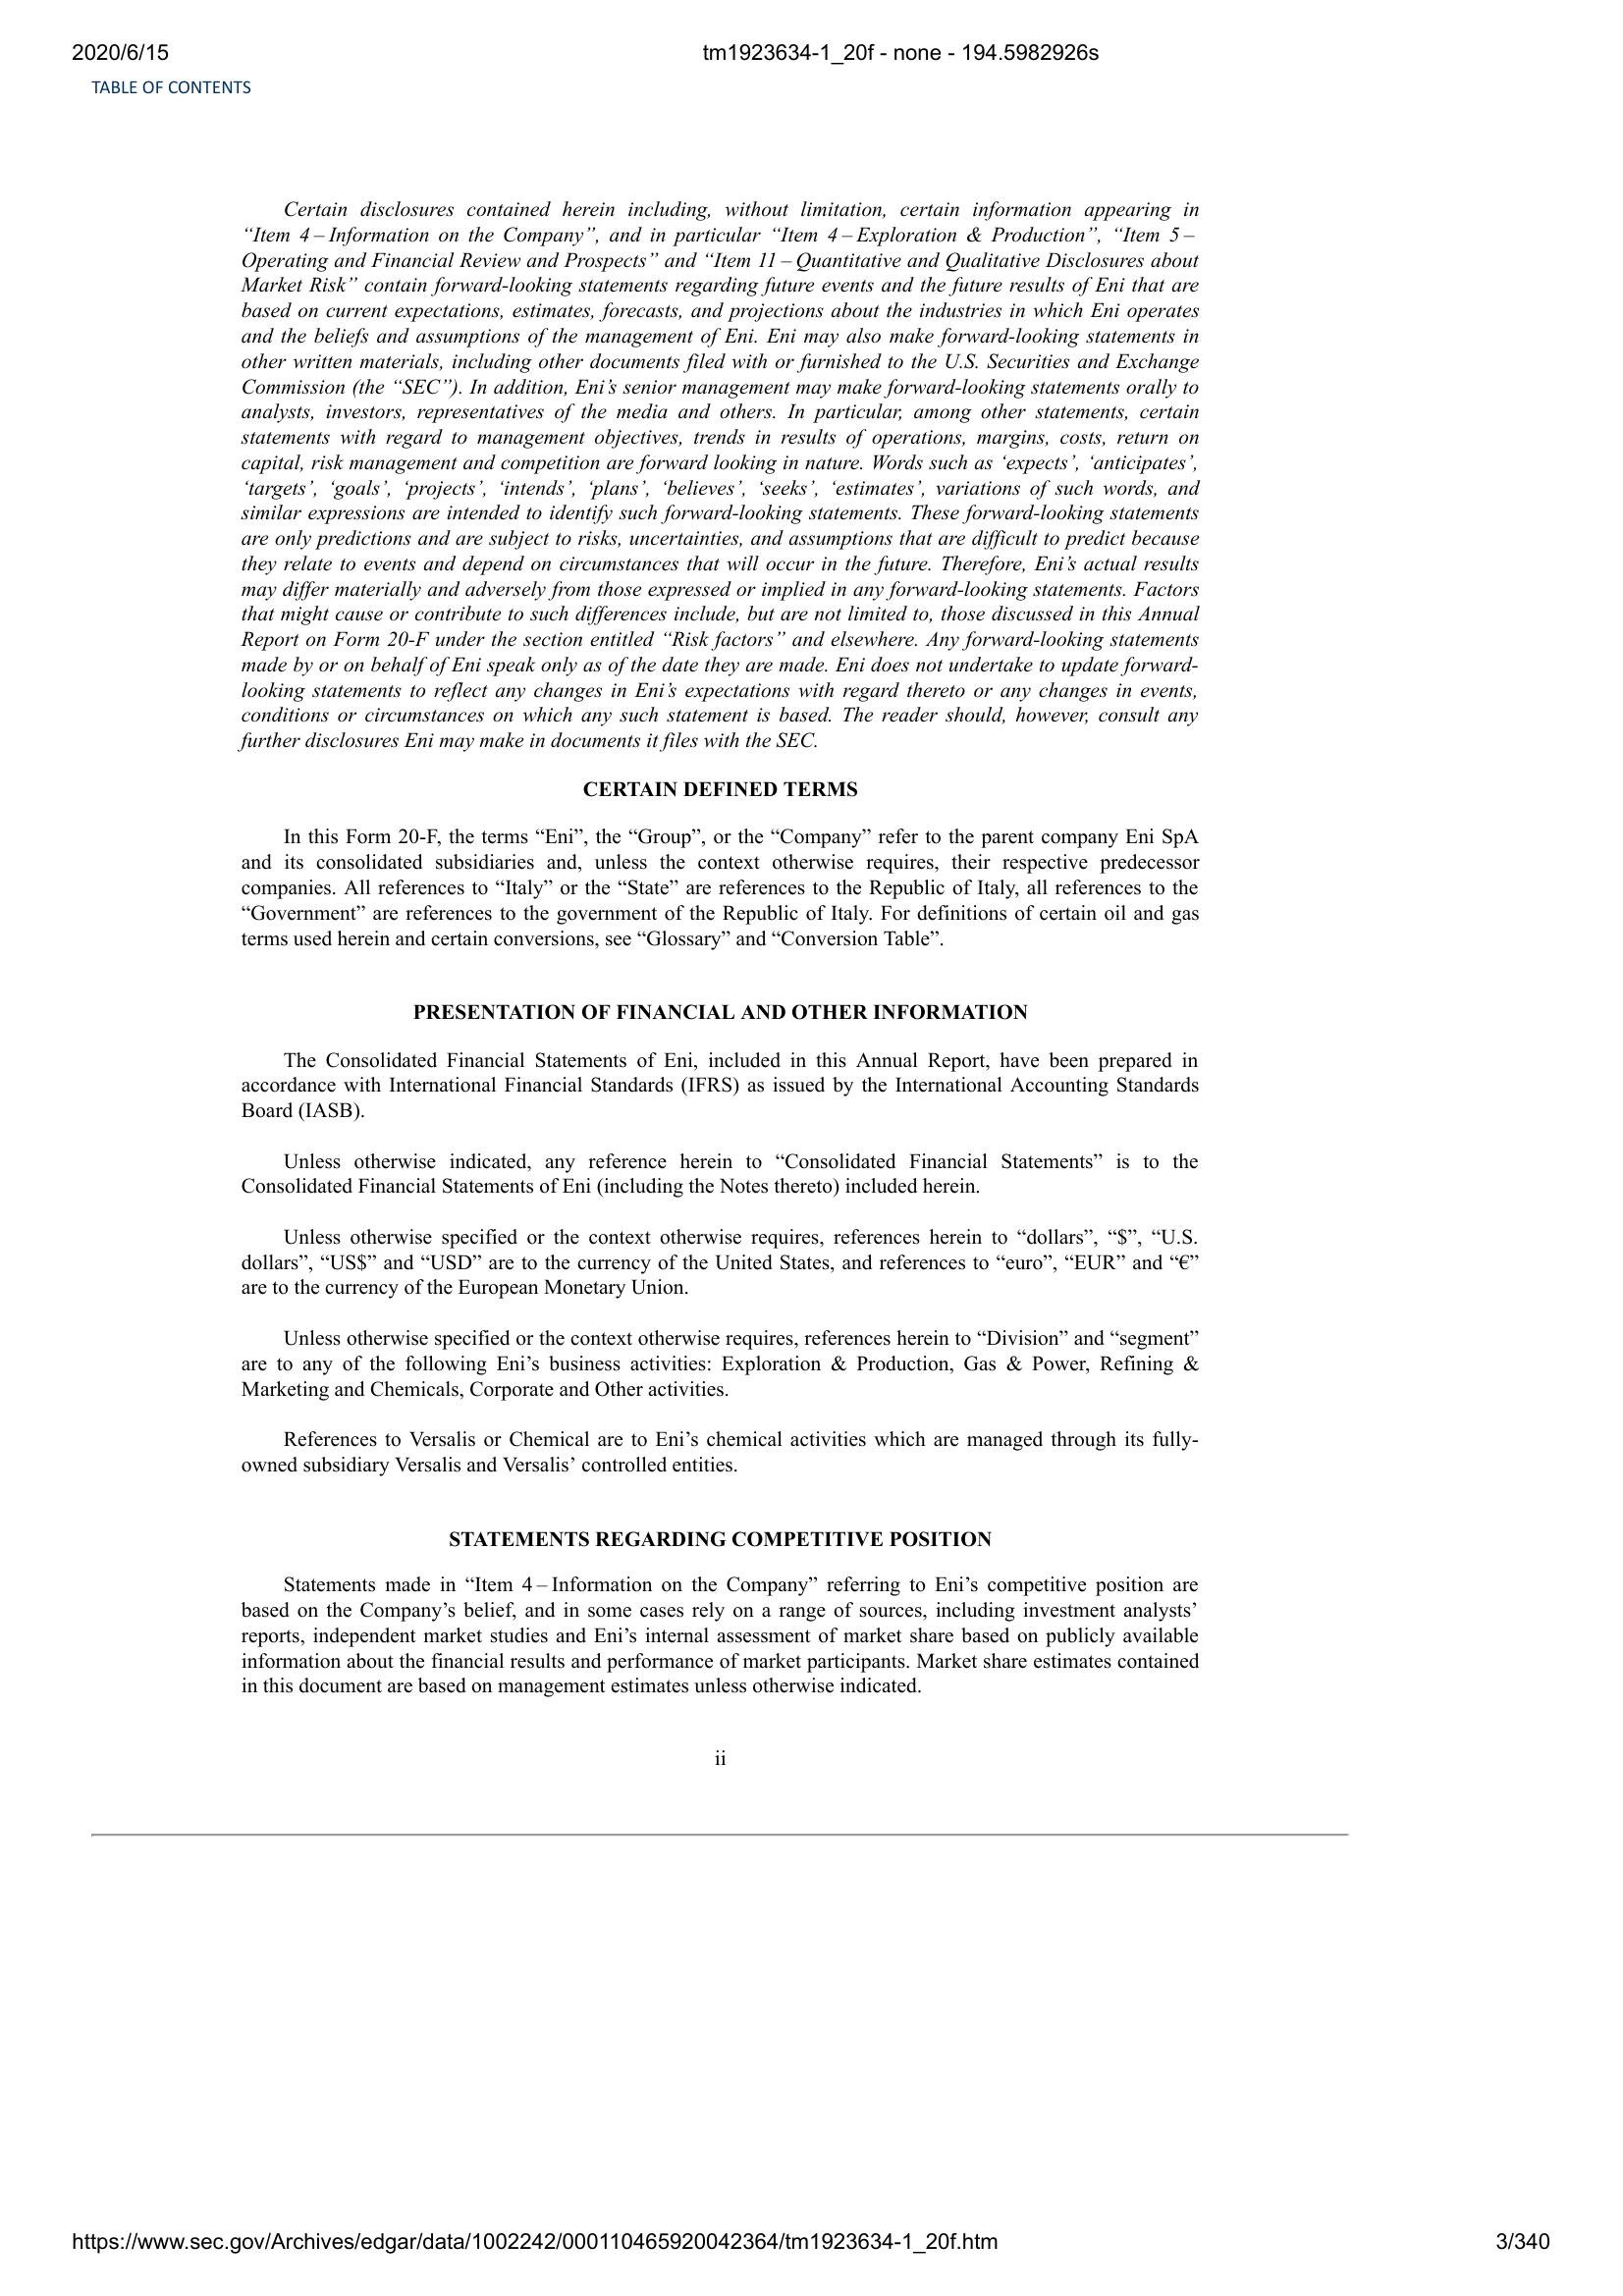 2020/6/15
tm1923634-1_20f - none - 194.5982926s
TABLE OF CONTENTS
Certain disclosures contained herein including, without limitation, certain information appearing in
“Item 4 – Information on the Company”, and in particular “Item 4 – Exploration & Production”, “Item 5 –
Operating and Financial Review and Prospects” and “Item 11 – Quantitative and Qualitative Disclosures about
Market Risk” contain forward-looking statements regarding future events and the future results of Eni that are
based on current expectations, estimates, forecasts, and projections about the industries in which Eni operates
and the beliefs and assumptions of the management of Eni. Eni may also make forward-looking statements in
other written materials, including other documents filed with or furnished to the U.S. Securities and Exchange
Commission (the “SEC”). In addition, Eni’s senior management may make forward-looking statements orally to
analysts, investors, representatives of the media and others. In particular, among other statements, certain
statements with regard to management objectives, trends in results of operations, margins, costs, return on
capital, risk management and competition are forward looking in nature. Words such as ‘expects’, ‘anticipates’,
‘targets’, ‘goals’, ‘projects’, ‘intends’, ‘plans’, ‘believes’, ‘seeks’, ‘estimates’, variations of such words, and
similar expressions are intended to identify such forward-looking statements. These forward-looking statements
are only predictions and are subject to risks, uncertainties, and assumptions that are difficult to predict because
they relate to events and depend on circumstances that will occur in the future. Therefore, Eni’s actual results
may differ materially and adversely from those expressed or implied in any forward-looking statements. Factors
that might cause or contribute to such differences include, but are not limited to, those discussed in this Annual
Report on Form 20-F under the section entitled “Risk factors” and elsewhere. Any forward-looking statements
made by or on behalf of Eni speak only as of the date they are made. Eni does not undertake to update forward-
looking statements to reflect any changes in Eni’s expectations with regard thereto or any changes in events,
conditions or circumstances on which any such statement is based. The reader should, however, consult any
further disclosures Eni may make in documents it files with the SEC.
CERTAIN DEFINED TERMS
In this Form 20-F, the terms “Eni”, the “Group”, or the “Company” refer to the parent company Eni SpA
and its consolidated subsidiaries and, unless the context otherwise requires, their respective predecessor
companies. All references to “Italy” or the “State” are references to the Republic of Italy, all references to the
“Government” are references to the government of the Republic of Italy. For definitions of certain oil and gas
terms used herein and certain conversions, see “Glossary” and “Conversion Table”.
PRESENTATION OF FINANCIAL AND OTHER INFORMATION
The Consolidated Financial Statements of Eni, included in this Annual Report, have been prepared in
accordance with International Financial Standards (IFRS) as issued by the International Accounting Standards
Board (IASB).
Unless otherwise indicated, any reference herein to “Consolidated Financial Statements” is to the
Consolidated Financial Statements of Eni (including the Notes thereto) included herein.
Unless otherwise specified or the context otherwise requires, references herein to “dollars”, “$”, “U.S.
dollars”, “US$” and “USD” are to the currency of the United States, and references to “euro”, “EUR” and “€”
are to the currency of the European Monetary Union.
Unless otherwise specified or the context otherwise requires, references herein to “Division” and “segment”
are to any of the following Eni’s business activities: Exploration & Production, Gas & Power, Refining &
Marketing and Chemicals, Corporate and Other activities.
References to Versalis or Chemical are to Eni’s chemical activities which are managed through its fully-
owned subsidiary Versalis and Versalis’ controlled entities.
STATEMENTS REGARDING COMPETITIVE POSITION
Statements made in “Item 4 – Information on the Company” referring to Eni’s competitive position are
based on the Company’s belief, and in some cases rely on a range of sources, including investment analysts’
reports, independent market studies and Eni’s internal assessment of market share based on publicly available
information about the financial results and performance of market participants. Market share estimates contained
in this document are based on management estimates unless otherwise indicated.
ii
https://www.sec.gov/Archives/edgar/data/1002242/000110465920042364/tm1923634-1_20f.htm
3/340